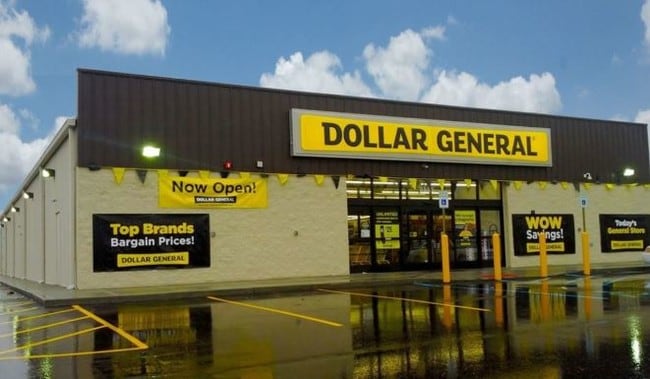 DOLLAR GENERAL
Now Open!
DOLLAR GENERAL
Top Brands
Bargain Prices!
DOLLAR GENERAL
UNLIMITED
WOW
Savings!
DOLLAR GENERAL
Today's
General Store
DOLLAR GENERAL